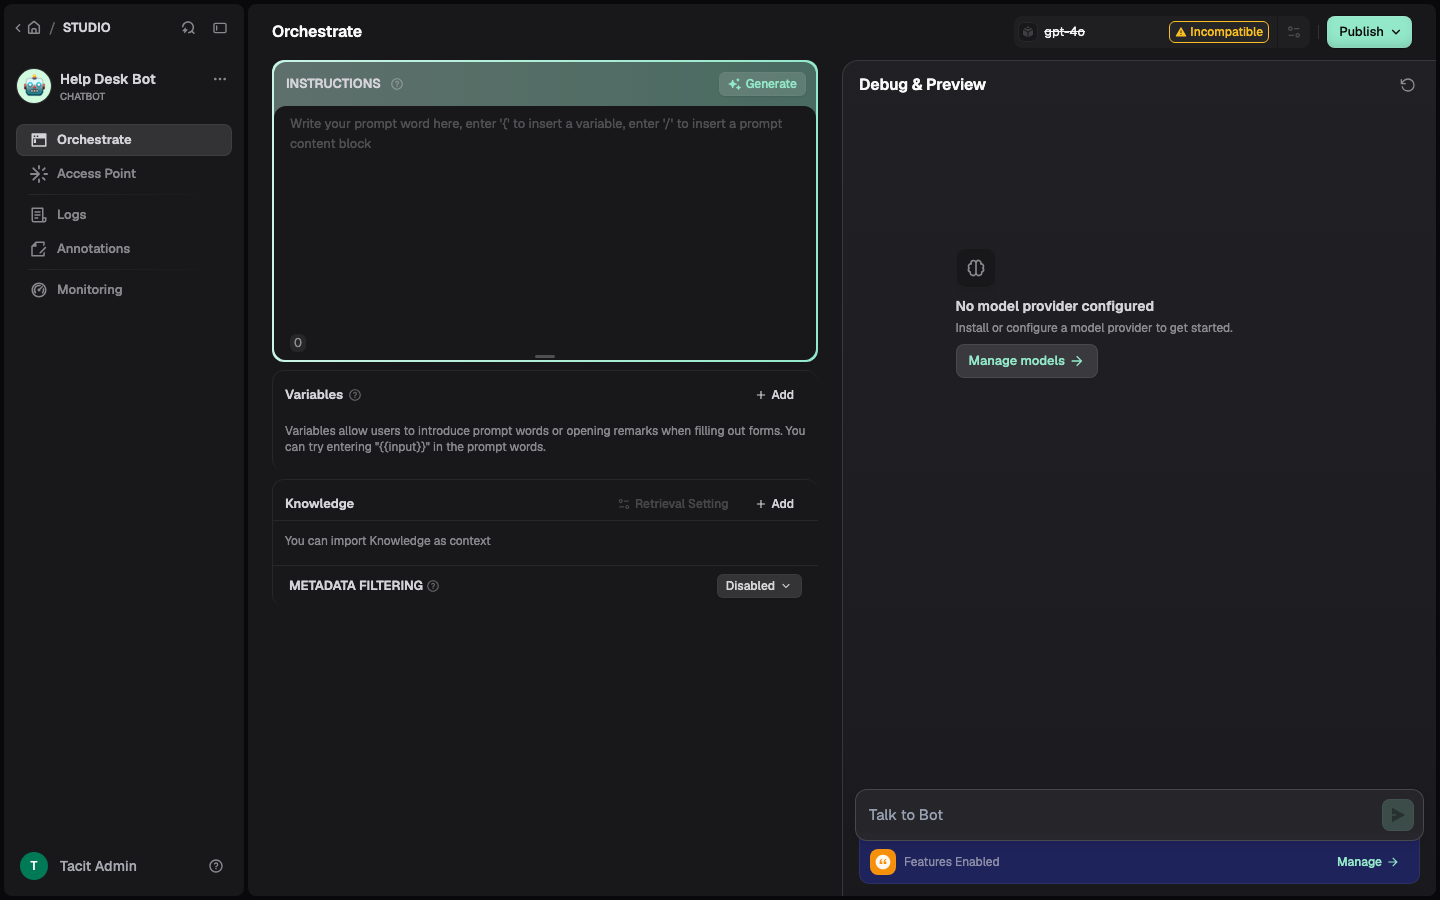 / STUDIO
Help Desk Bot
CHATBOT
Orchestrate
Access Point
Logs
Annotations
Monitoring
T Tacit Admin
Orchestrate
gpt-4o
Incompatible
Publish
INSTRUCTIONS
Generate
Write your prompt word here, enter '{' to insert a variable, enter '/' to insert a prompt
content block
0
Variables
+ Add
Variables allow users to introduce prompt words or opening remarks when filling out forms. You
can try entering "{{input}}" in the prompt words.
Knowledge
Retrieval Setting
+ Add
You can import Knowledge as context
METADATA FILTERING
Disabled
Debug & Preview
No model provider configured
Install or configure a model provider to get started.
Manage models →
Talk to Bot
Features Enabled
Manage →